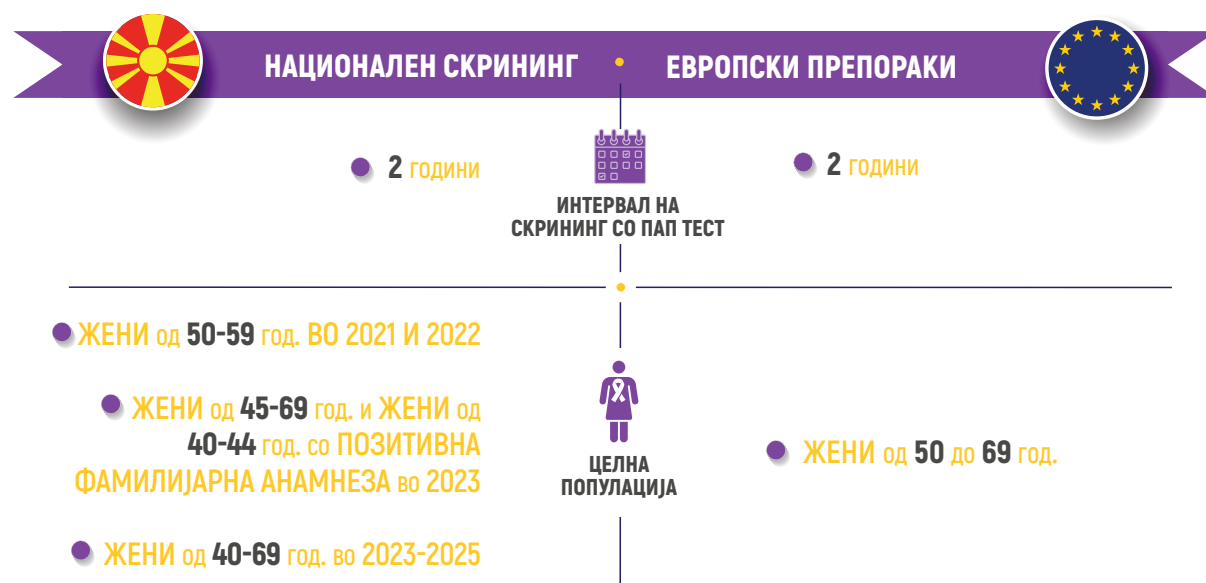 НАЦИОНАЛЕН СКРИНИНГ • ЕВРОПСКИ ПРЕПОРАКИ
2 години
2 години
ИНТЕРВАЛ НА
СКРИНИНГ СО ПАП ТЕСТ
ЖЕНИ од 50-59 год. ВО 2021 И 2022
ЖЕНИ од 45-69 год. и ЖЕНИ од
40-44 год. со ПОЗИТИВНА
ФАМИЛИЈАРНА АНАМНЕЗА во 2023
ЖЕНИ од 40-69 год. во 2023-2025
ЦЕЛНА
ПОПУЛАЦИЈА
ЖЕНИ од 50 до 69 год.